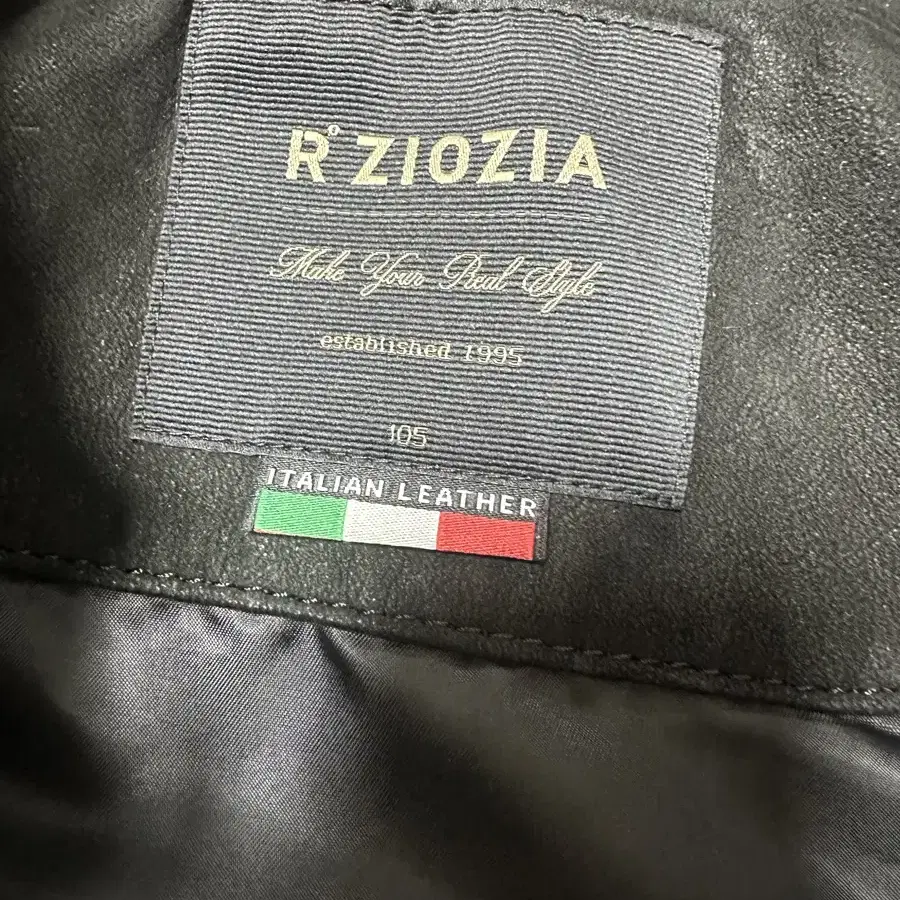 R° ZIOZIA
Make Your Real Style
established 1995
105
ITALIAN LEATHER